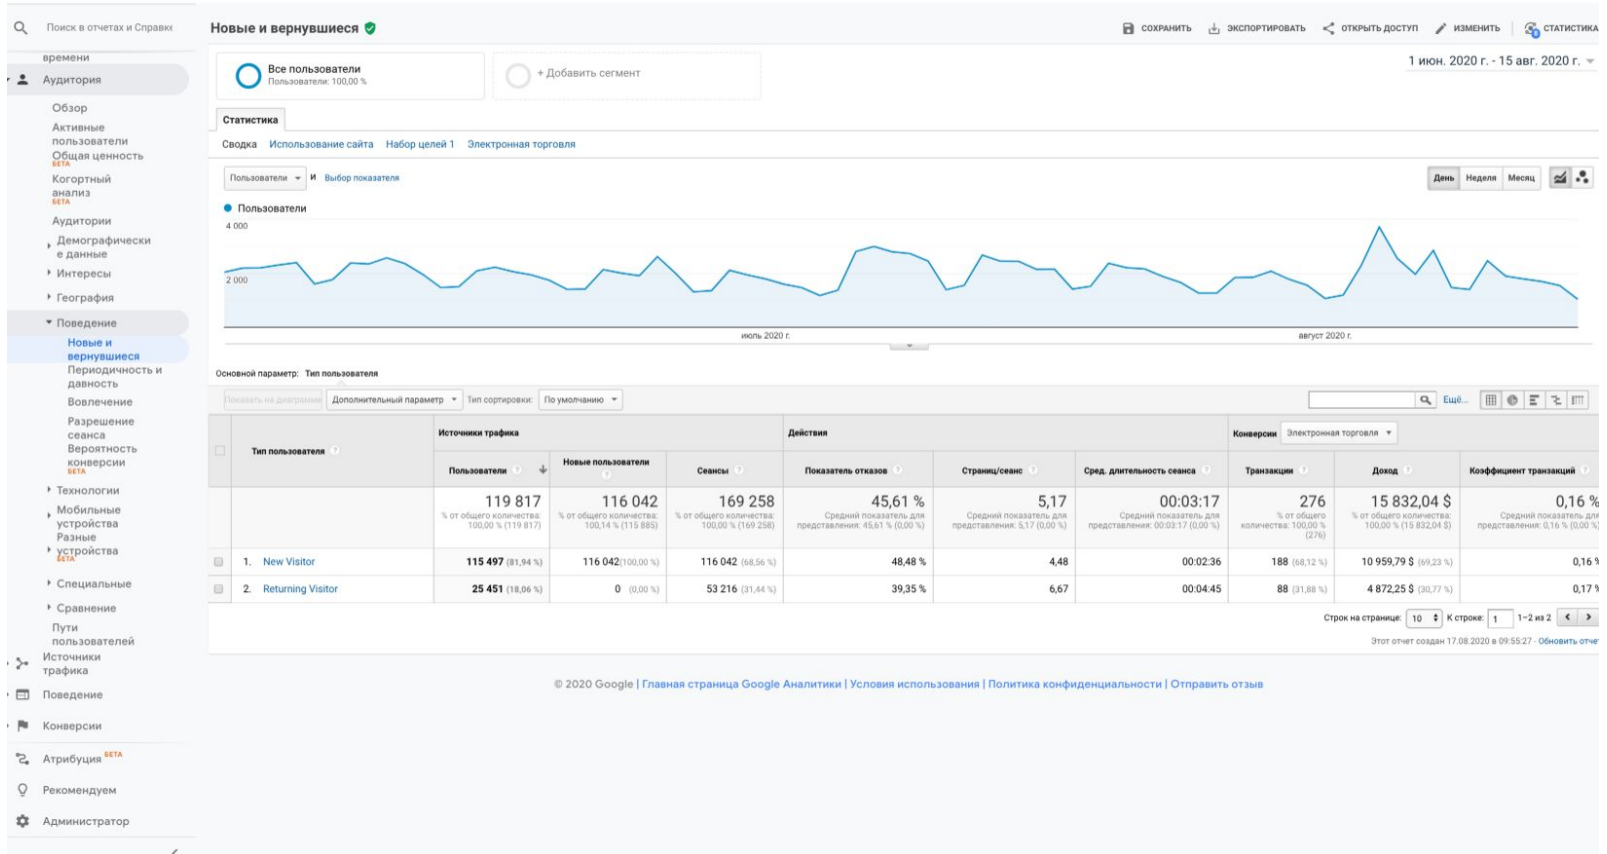 Поиск в отчетах и Справке
времени
Аудитория
Обзор
Активные
пользователи
Общая ценность
БЕТА
Когортный
анализ
БЕТА
Аудитории
Демографически
е данные
Интересы
География
Поведение
Новые и
вернувшиеся
Периодичность и
давность
Вовлечение
Разрешение
сеанса
Вероятность
конверсии
БЕТА
Технологии
Мобильные
устройства
Разные
устройства
БЕТА
Специальные
Сравнение
Пути
пользователей
Источники
трафика
Поведение
Конверсии
Атрибуция БЕТА
Рекомендуем
Администратор
Новые и вернувшиеся
СОХРАНИТЬ ЭКСПОРТИРОВАТЬ ОТКРЫТЬ ДОСТУП ИЗМЕНИТЬ СТАТИСТИКА
Все пользователи
Пользователи: 100,00 %
+ Добавить сегмент
1 июн. 2020 г. - 15 авг. 2020 г.
Статистика
Сводка Использование сайта Набор целей 1 Электронная торговля
Пользователи И Выбор показателя
День Неделя Месяц
Пользователи
4 000
2 000
июль 2020 г. август 2020 г.
Основной параметр: Тип пользователя
Показать на диаграмме Дополнительный параметр Тип сортировки: По умолчанию Ещё...
Тип пользователя Источники трафика Действия Конверсии Электронная торговля
Пользователи Новые пользователи Сеансы Показатель отказов Страниц/сеанс Сред. длительность сеанса Транзакции Доход Коэффициент транзакций
119 817 116 042 169 258 45,61 % 5,17 00:03:17 276 15 832,04 $ 0,16 %
% от общего количества: % от общего количества: % от общего количества: Средний показатель для Средний показатель для Средний показатель для % от общего % от общего количества: Средний показатель для
100,00 % (119 817) 100,14 % (115 885) 100,00 % (169 258) представления: 45,61 % (0,00 %) представления: 5,17 (0,00 %) представления: 00:03:17 (0,00 %) количества: 100,00 % 100,00 % (15 832,04 $) представления: 0,16 % (0,00 %)
(276)
1. New Visitor 115 497 (81,94 %) 116 042(100,00 %) 116 042 (68,56 %) 48,48 % 4,48 00:02:36 188 (68,12 %) 10 959,79 $ (69,23 %) 0,16 %
2. Returning Visitor 25 451 (18,06 %) 0 (0,00 %) 53 216 (31,44 %) 39,35 % 6,67 00:04:45 88 (31,88 %) 4 872,25 $ (30,77 %) 0,17 %
Строк на странице: 10 К строке: 1 1–2 из 2
Этот отчет создан 17.08.2020 в 09:55:27 - Обновить отчет
© 2020 Google | Главная страница Google Аналитики | Условия использования | Политика конфиденциальности | Отправить отзыв